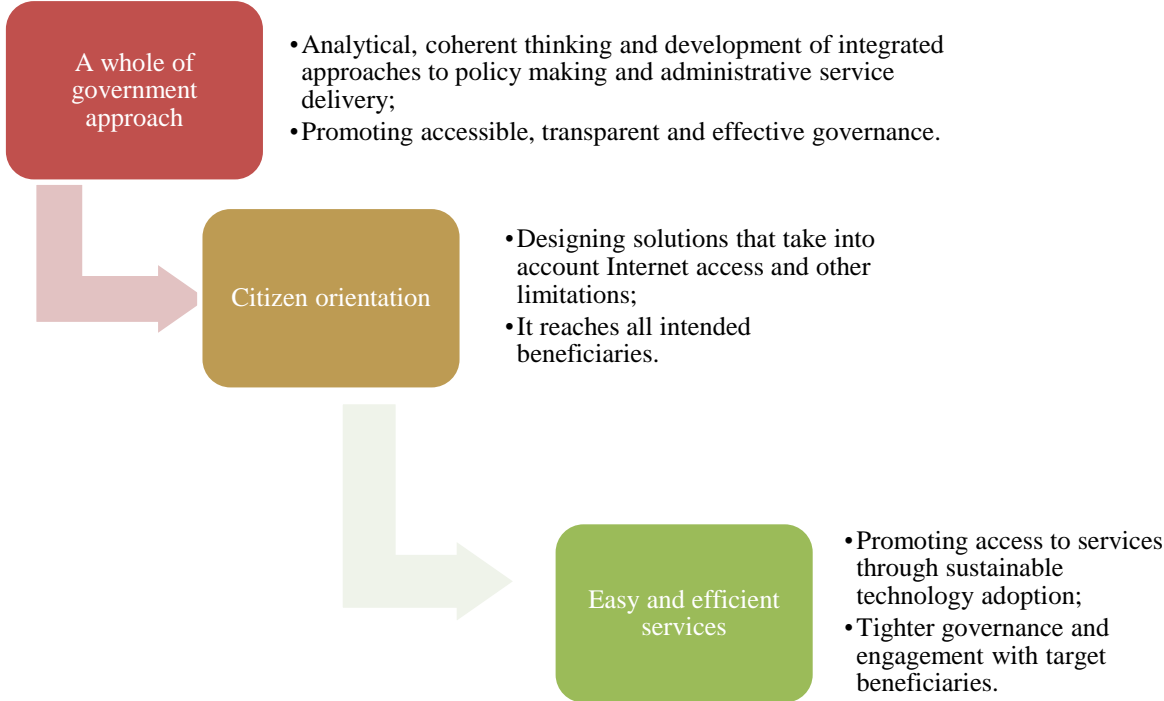 A whole of
government
approach
•Analytical, coherent thinking and development of integrated
approaches to policy making and administrative service
delivery;
•Promoting accessible, transparent and effective governance.
Citizen orientation
•Designing solutions that take into
account Internet access and other
limitations;
•It reaches all intended
beneficiaries.
Easy and efficient
services
•Promoting access to services
through sustainable
technology adoption;
•Tighter governance and
engagement with target
beneficiaries.